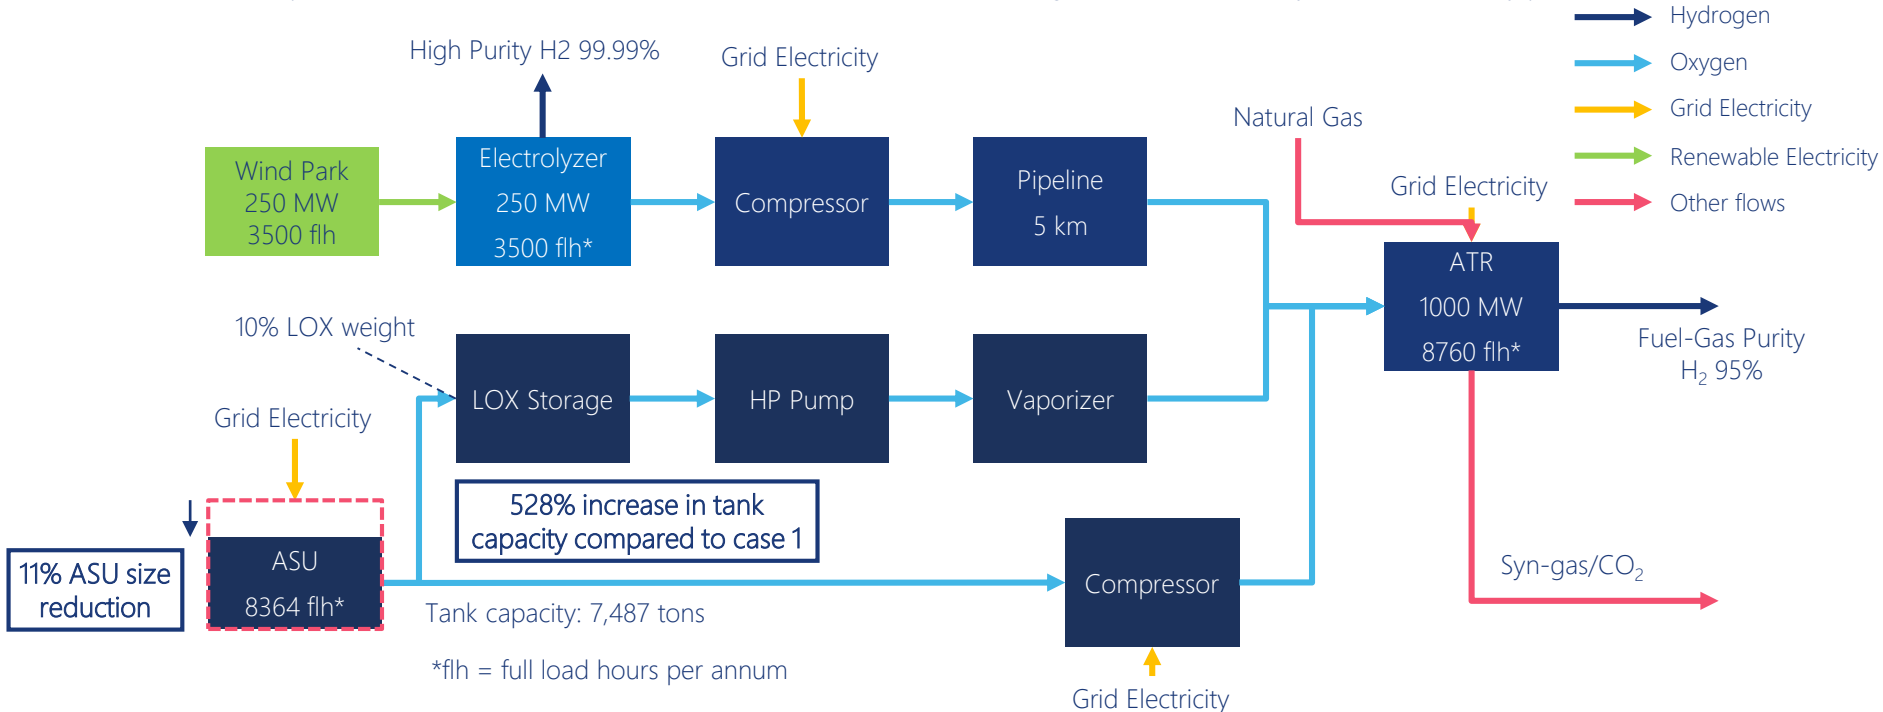 High Purity H2 99.99%
Grid Electricity
Natural Gas
Grid Electricity
Hydrogen
Oxygen
Grid Electricity
Renewable Electricity
Other flows
Wind Park
250 MW
3500 flh
Electrolyzer
250 MW
3500 flh*
Compressor
Pipeline
5 km
ATR
1000 MW
8760 flh*
Fuel-Gas Purity
H₂ 95%
10% LOX weight
LOX Storage
HP Pump
Vaporizer
Grid Electricity
528% increase in tank
capacity compared to case 1
11% ASU size
reduction
ASU
8364 flh*
Compressor
Syn-gas/CO₂
Tank capacity: 7,487 tons
*flh = full load hours per annum
Grid Electricity